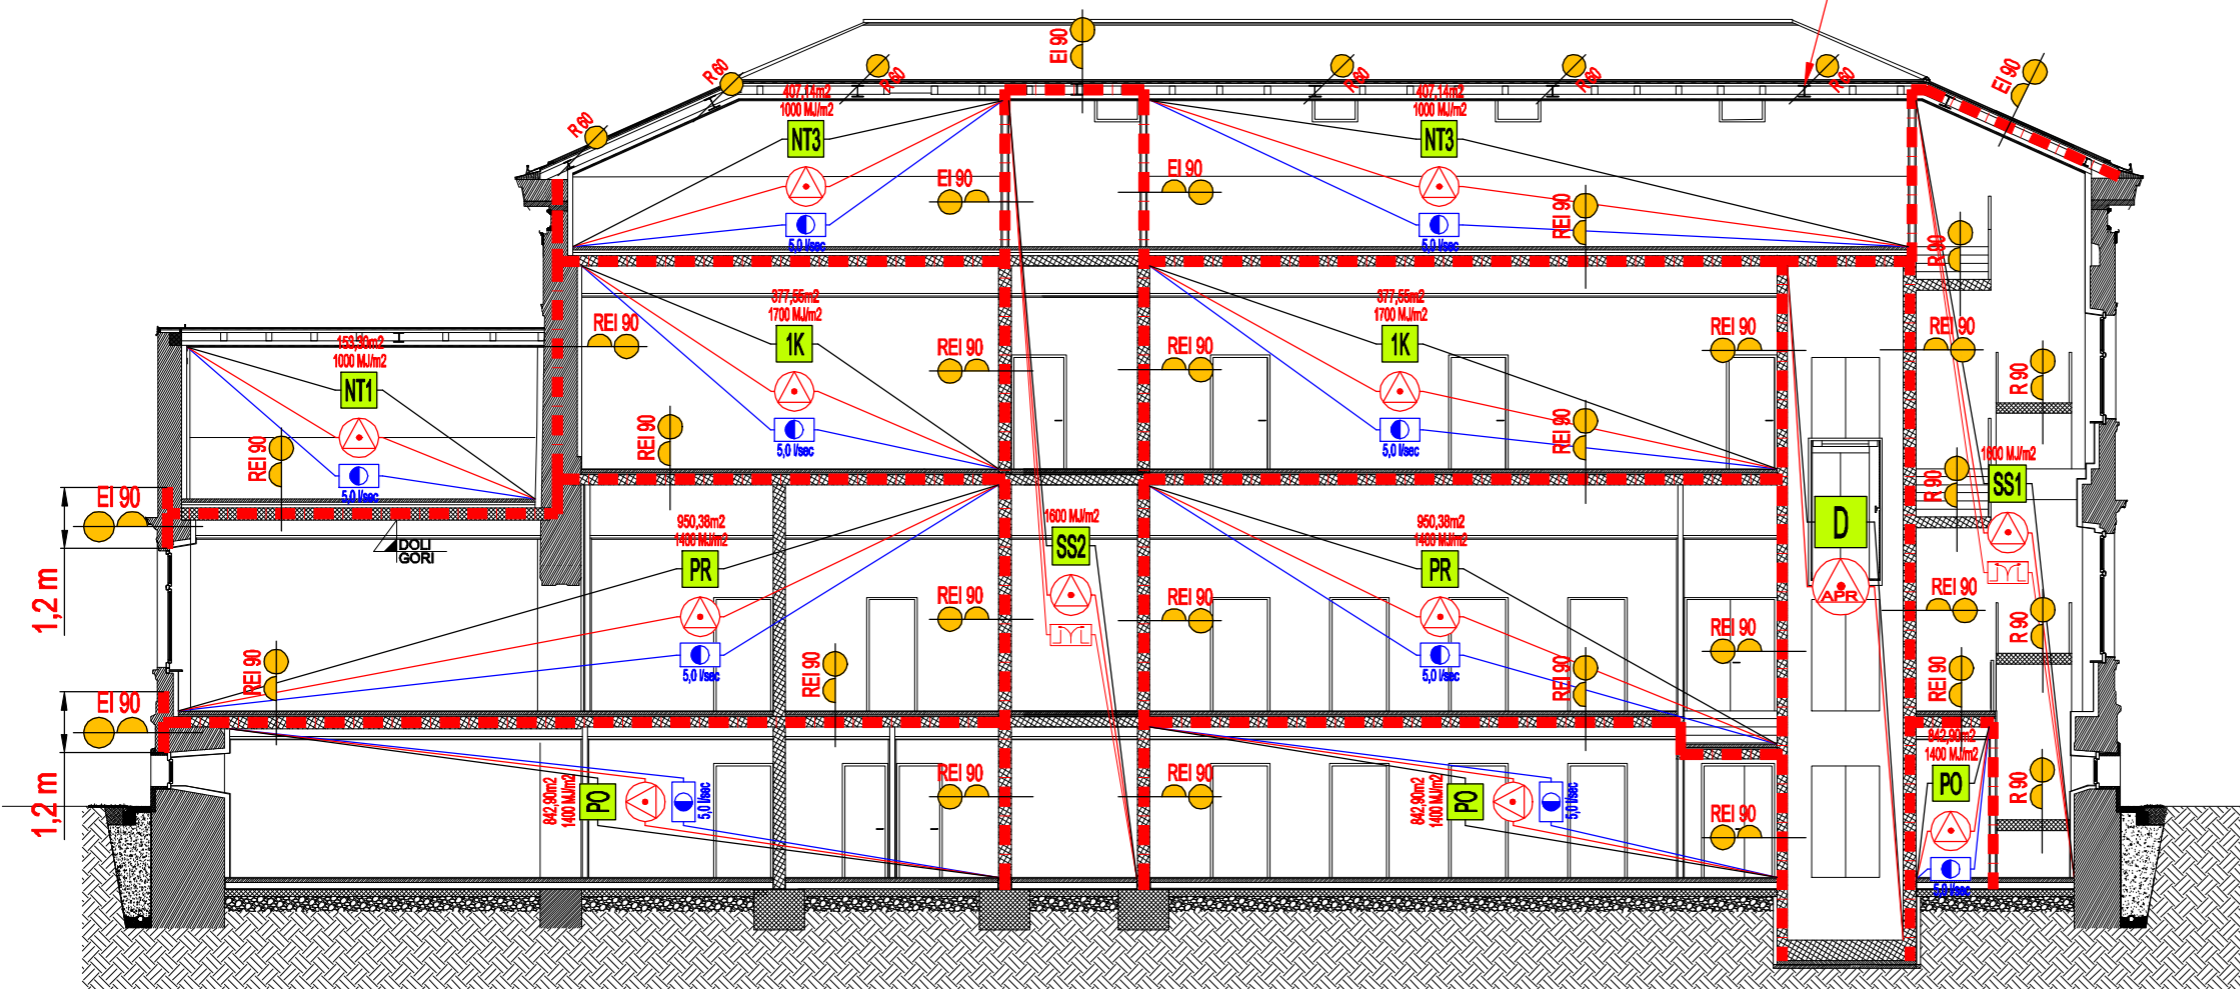 EI 90
R 60
R 60
R 60
R 60
R 60
R 60
EI 90
407,14m2
1000 MJ/m2
NT3
5,0 l/sec
EI 90
EI 90
407,14m2
1000 MJ/m2
NT3
5,0 l/sec
REI 90
R 90
153,30m2
1000 MJ/m2
NT1
5,0 l/sec
REI 90
REI 90
377,55m2
1700 MJ/m2
1K
5,0 l/sec
REI 90
REI 90
REI 90
377,55m2
1700 MJ/m2
1K
5,0 l/sec
REI 90
REI 90
REI 90
R 90
R 90
1600 MJ/m2
SS1
EI 90
1,2 m
DOLI
GORI
950,38m2
1400 MJ/m2
PR
5,0 l/sec
REI 90
REI 90
REI 90
1600 MJ/m2
SS2
REI 90
950,38m2
1400 MJ/m2
PR
5,0 l/sec
REI 90
REI 90
D
APR
REI 90
R 90
REI 90
EI 90
1,2 m
842,90m2
1400 MJ/m2
PO
5,0 l/sec
REI 90
REI 90
842,90m2
1400 MJ/m2
PO
5,0 l/sec
REI 90
842,90m2
1400 MJ/m2
PO
5,0 l/sec
R 90